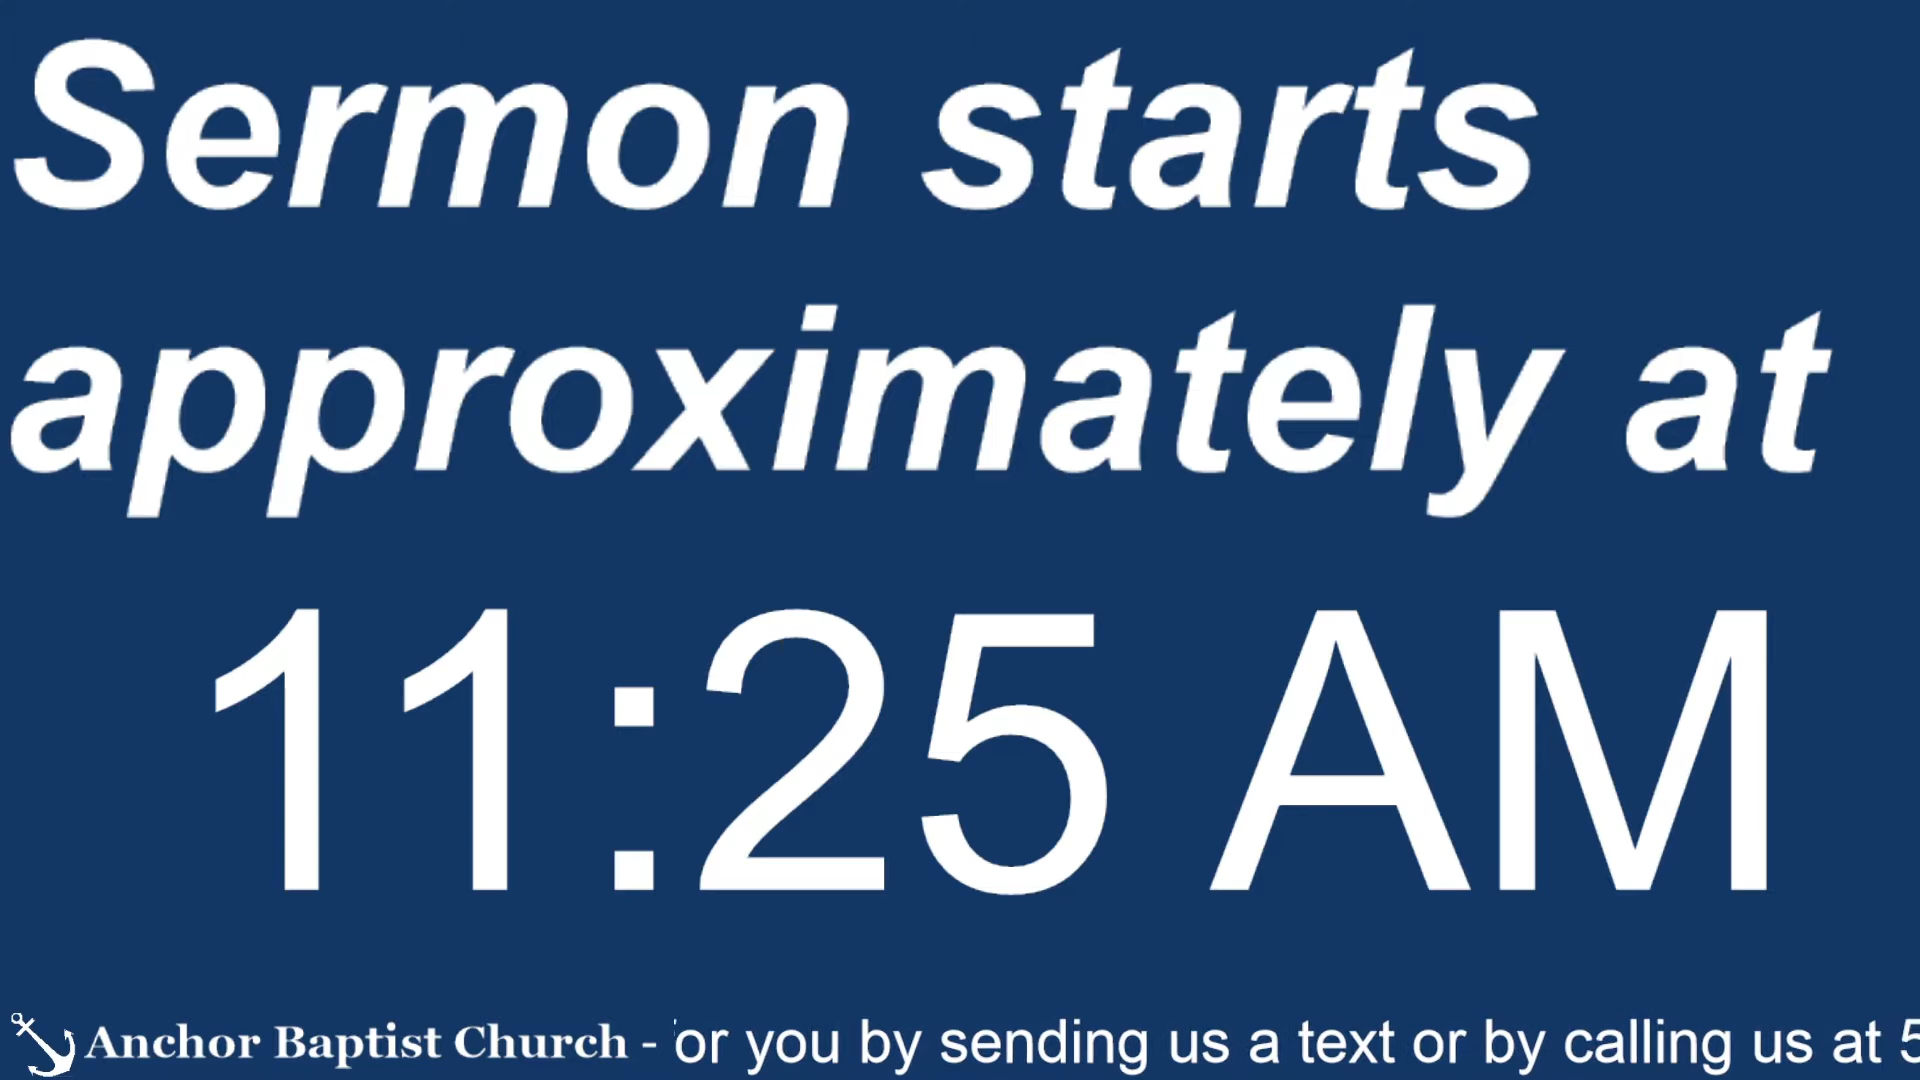 Sermon starts
approximately at
11:25 AM
Anchor Baptist Church - or you by sending us a text or by calling us at 5